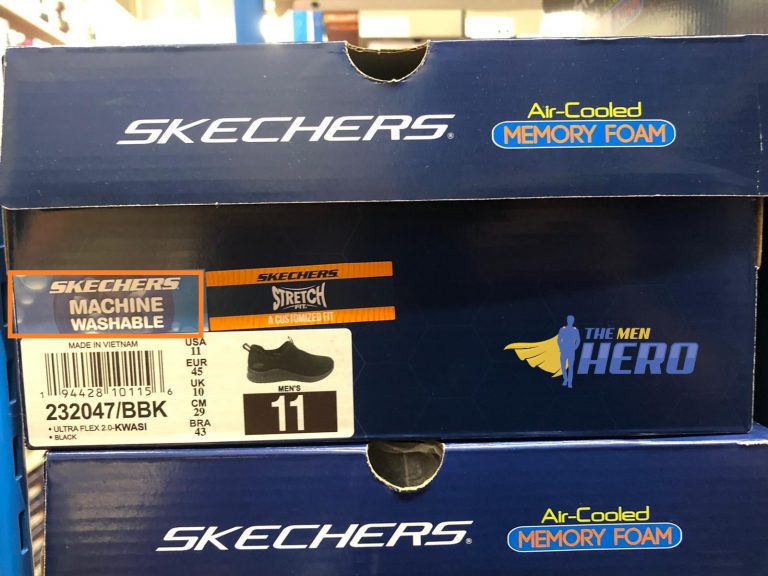 SKECHERS®
Air-Cooled
MEMORY FOAM
SKECHERS
MACHINE
WASHABLE
SKECHERS
STRETCH
FIT.
A CUSTOMIZED FIT
THE MEN
HERO
MADE IN VIETNAM
1 94428 10115 6
232047/BBK
• ULTRA FLEX 2.0-KWASI
• BLACK
USA
11
EUR
45
UK
10
CM
29
BRA
43
MEN'S
11
SKECHERS®
Air-Cooled
MEMORY FOAM